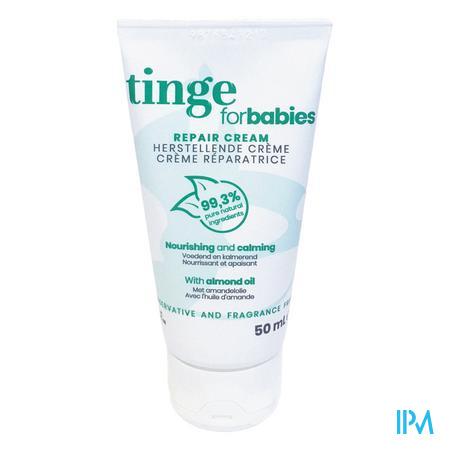 tinge
forbabies
REPAIR CREAM
HERSTELLENDE CRÈME
CRÈME RÉPARATRICE
99,3%
pure natural
ingredients
Nourishing and calming
Voedend en kalmerend
Nourrissant et apaisant
With almond oil
Met amandelolie
Avec l'huile d'amande
AND FRAGRANCE
50 ml
IPM